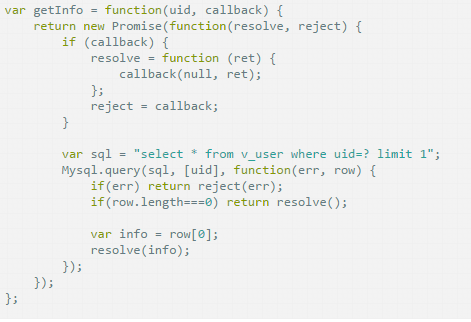 var getInfo = function(uid, callback) {
    return new Promise(function(resolve, reject) {
        if (callback) {
            resolve = function (ret) {
                callback(null, ret);
            };
            reject = callback;
        }

        var sql = "select * from v_user where uid=? limit 1";
        Mysql.query(sql, [uid], function(err, row) {
            if(err) return reject(err);
            if(row.length===0) return resolve();

            var info = row[0];
            resolve(info);
        });
    });
};